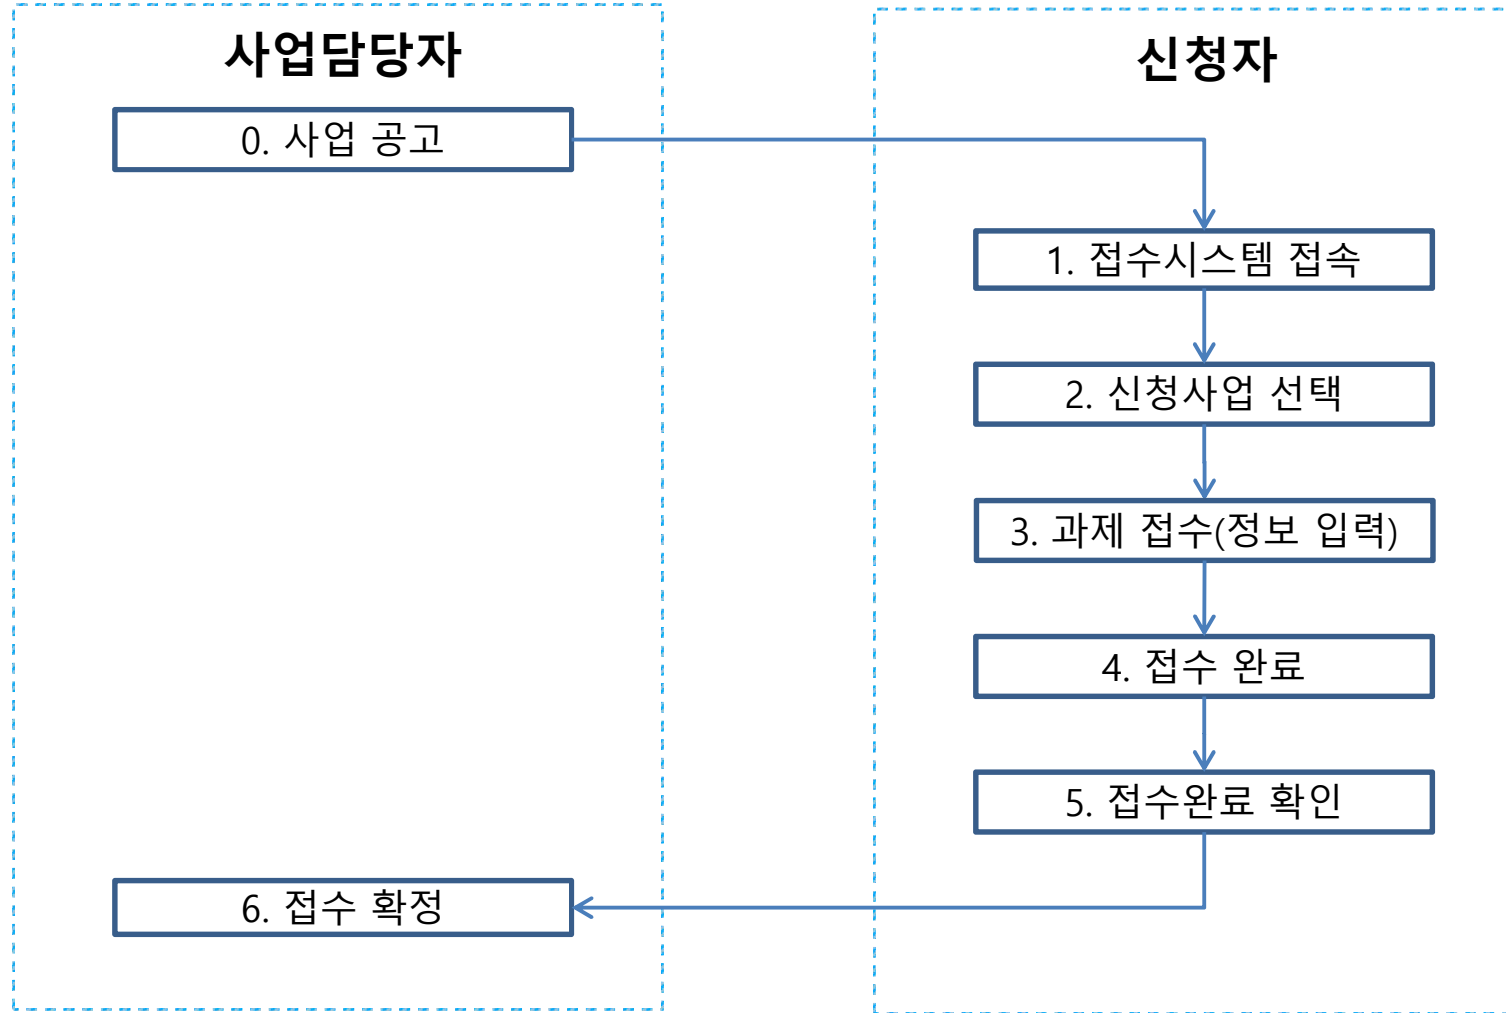 사업담당자
신청자
0. 사업 공고
1. 접수시스템 접속
2. 신청사업 선택
3. 과제 접수(정보 입력)
4. 접수 완료
5. 접수완료 확인
6. 접수 확정